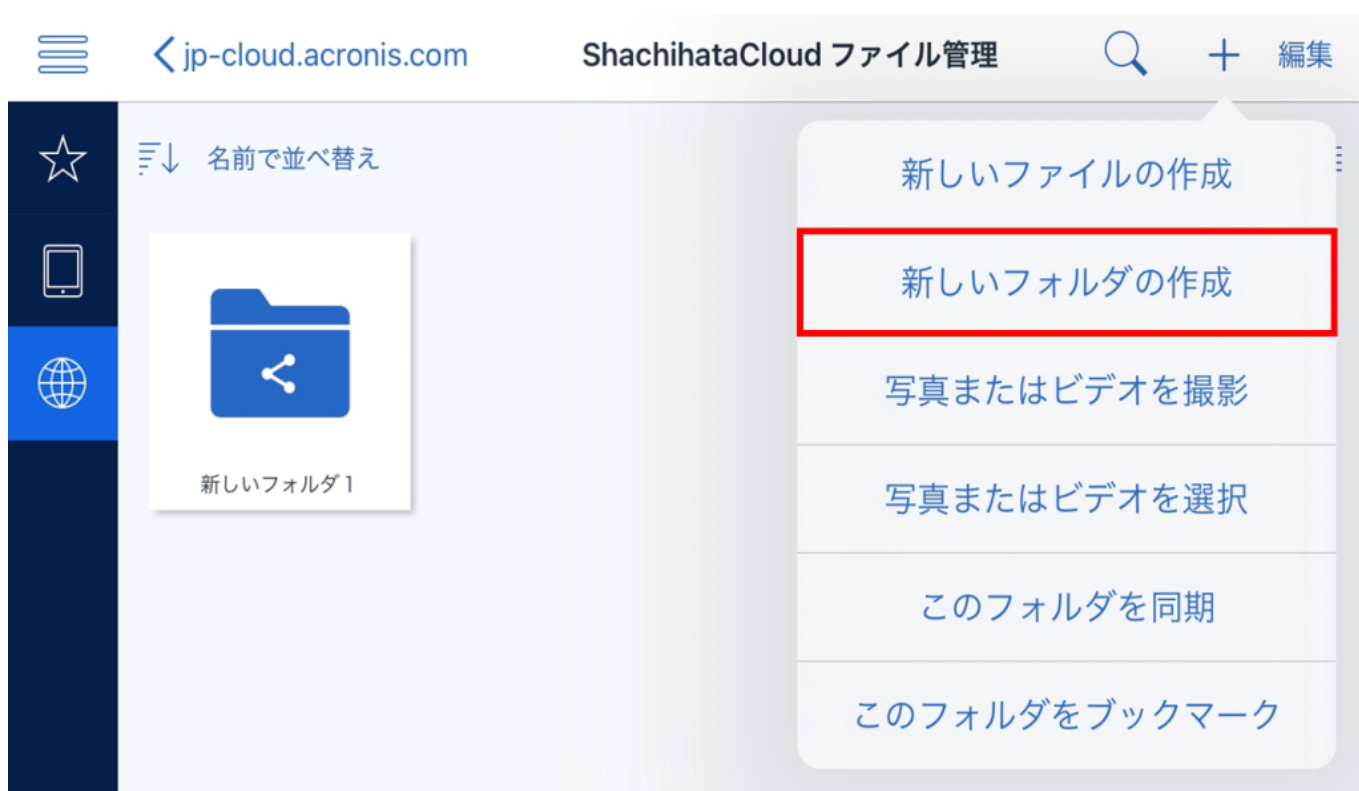 jp-cloud.acronis.com
ShachihataCloud ファイル管理
編集
名前で並べ替え
新しいフォルダ1
新しいファイルの作成
新しいフォルダの作成
写真またはビデオを撮影
写真またはビデオを選択
このフォルダを同期
このフォルダをブックマーク